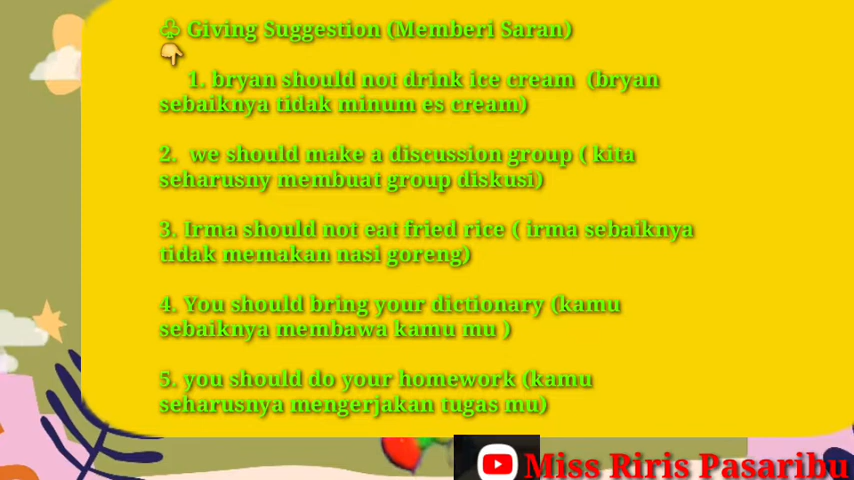 ♧ Giving Suggestion (Memberi Saran)
👇
1. bryan should not drink ice cream (bryan
sebaiknya tidak minum es cream)
2. we should make a discussion group ( kita
seharusny membuat group diskusi)
3. Irma should not eat fried rice ( irma sebaiknya
tidak memakan nasi goreng)
4. You should bring your dictionary (kamu
sebaiknya membawa kamu mu )
5. you should do your homework (kamu
seharusnya mengerjakan tugas mu)
Miss Riris Pasaribu